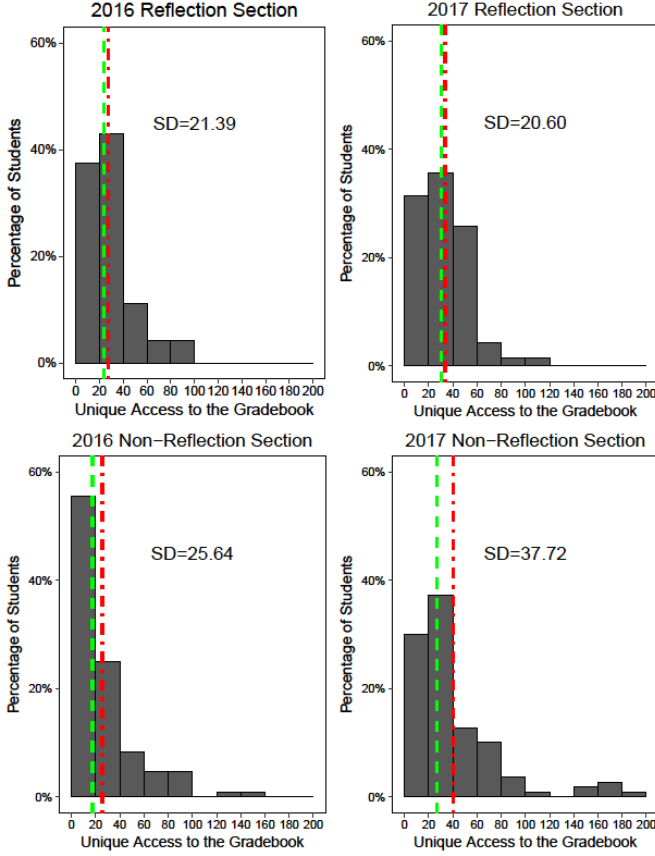 2016 Reflection Section
60%
40%
20%
0%
Percentage of Students
SD=21.39
0 20 40 60 80 100 120 140 160 180 200
Unique Access to the Gradebook
2017 Reflection Section
60%
40%
20%
0%
Percentage of Students
SD=20.60
0 20 40 60 80 100 120 140 160 180 200
Unique Access to the Gradebook
2016 Non−Reflection Section
60%
40%
20%
0%
Percentage of Students
SD=25.64
0 20 40 60 80 100 120 140 160 180 200
Unique Access to the Gradebook
2017 Non−Reflection Section
60%
40%
20%
0%
Percentage of Students
SD=37.72
0 20 40 60 80 100 120 140 160 180 200
Unique Access to the Gradebook